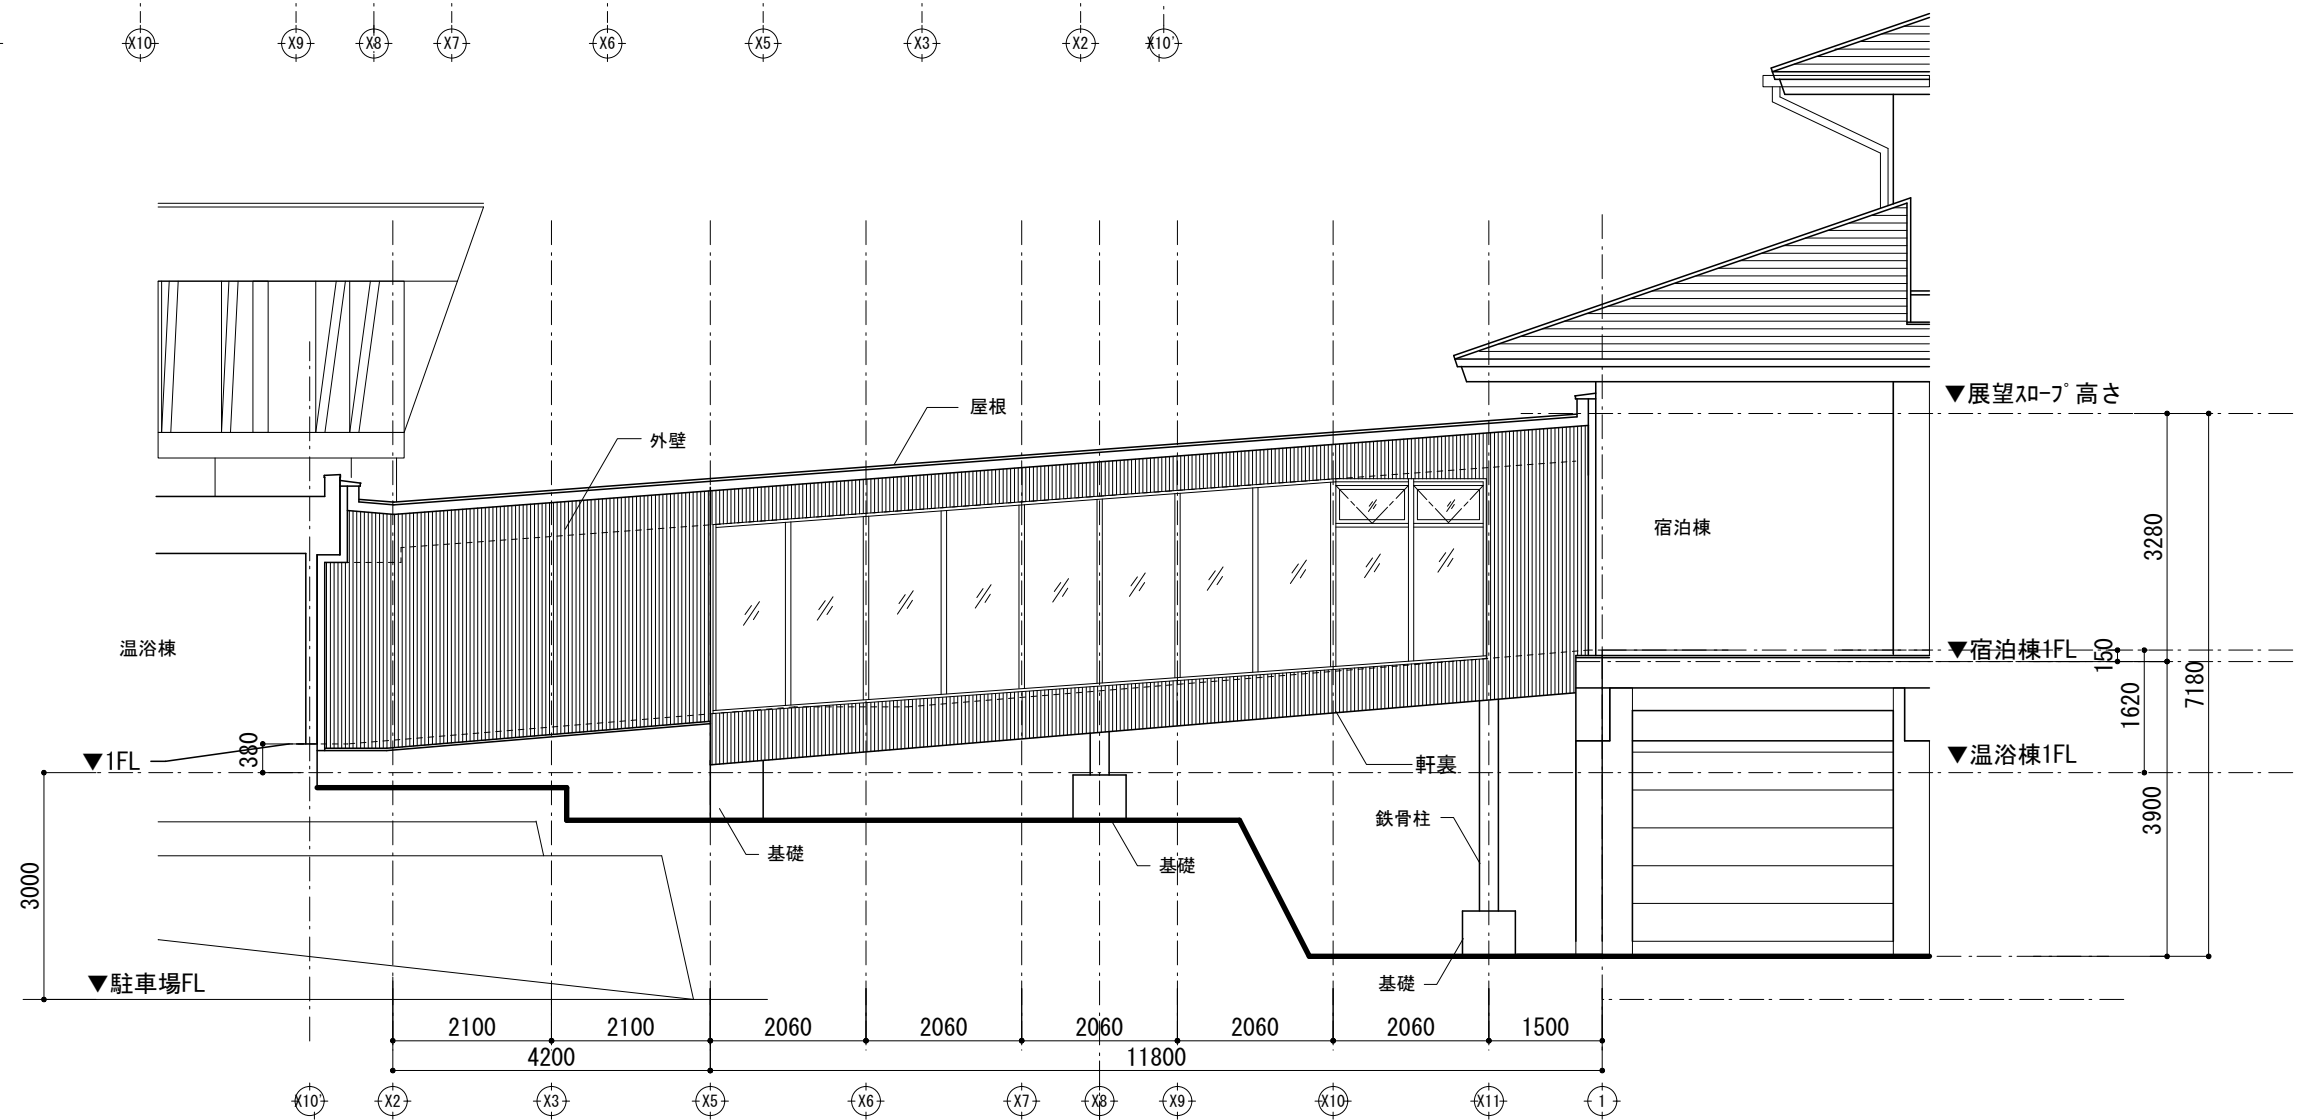 X10 X9 X8 X7 X6 X5 X3 X2 X10'
屋根
外壁
▼展望ｽﾛｰﾌﾟ高さ
宿泊棟
3280
温浴棟
▼宿泊棟1FL
150
1620
7180
380
▼1FL
▼温浴棟1FL
軒裏
鉄骨柱
3900
基礎
基礎
3000
▼駐車場FL
基礎
2100 2100 2060 2060 2060 2060 2060 1500
4200 11800
X10' X2 X3 X5 X6 X7 X8 X9 X10 X11 1